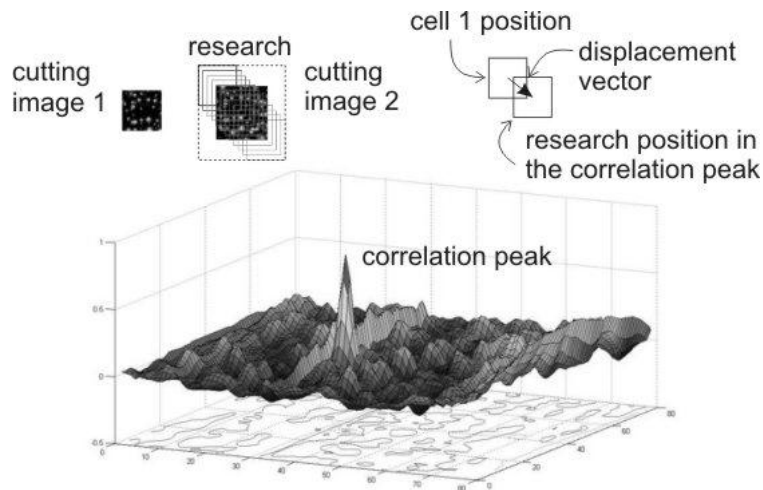 research
cutting
image 1
cutting
image 2
cell 1 position
displacement
vector
research position in
the correlation peak
correlation peak
1
0.5
0
-0.5
0
10
20
30
40
50
60
70
80
0
20
40
60
80